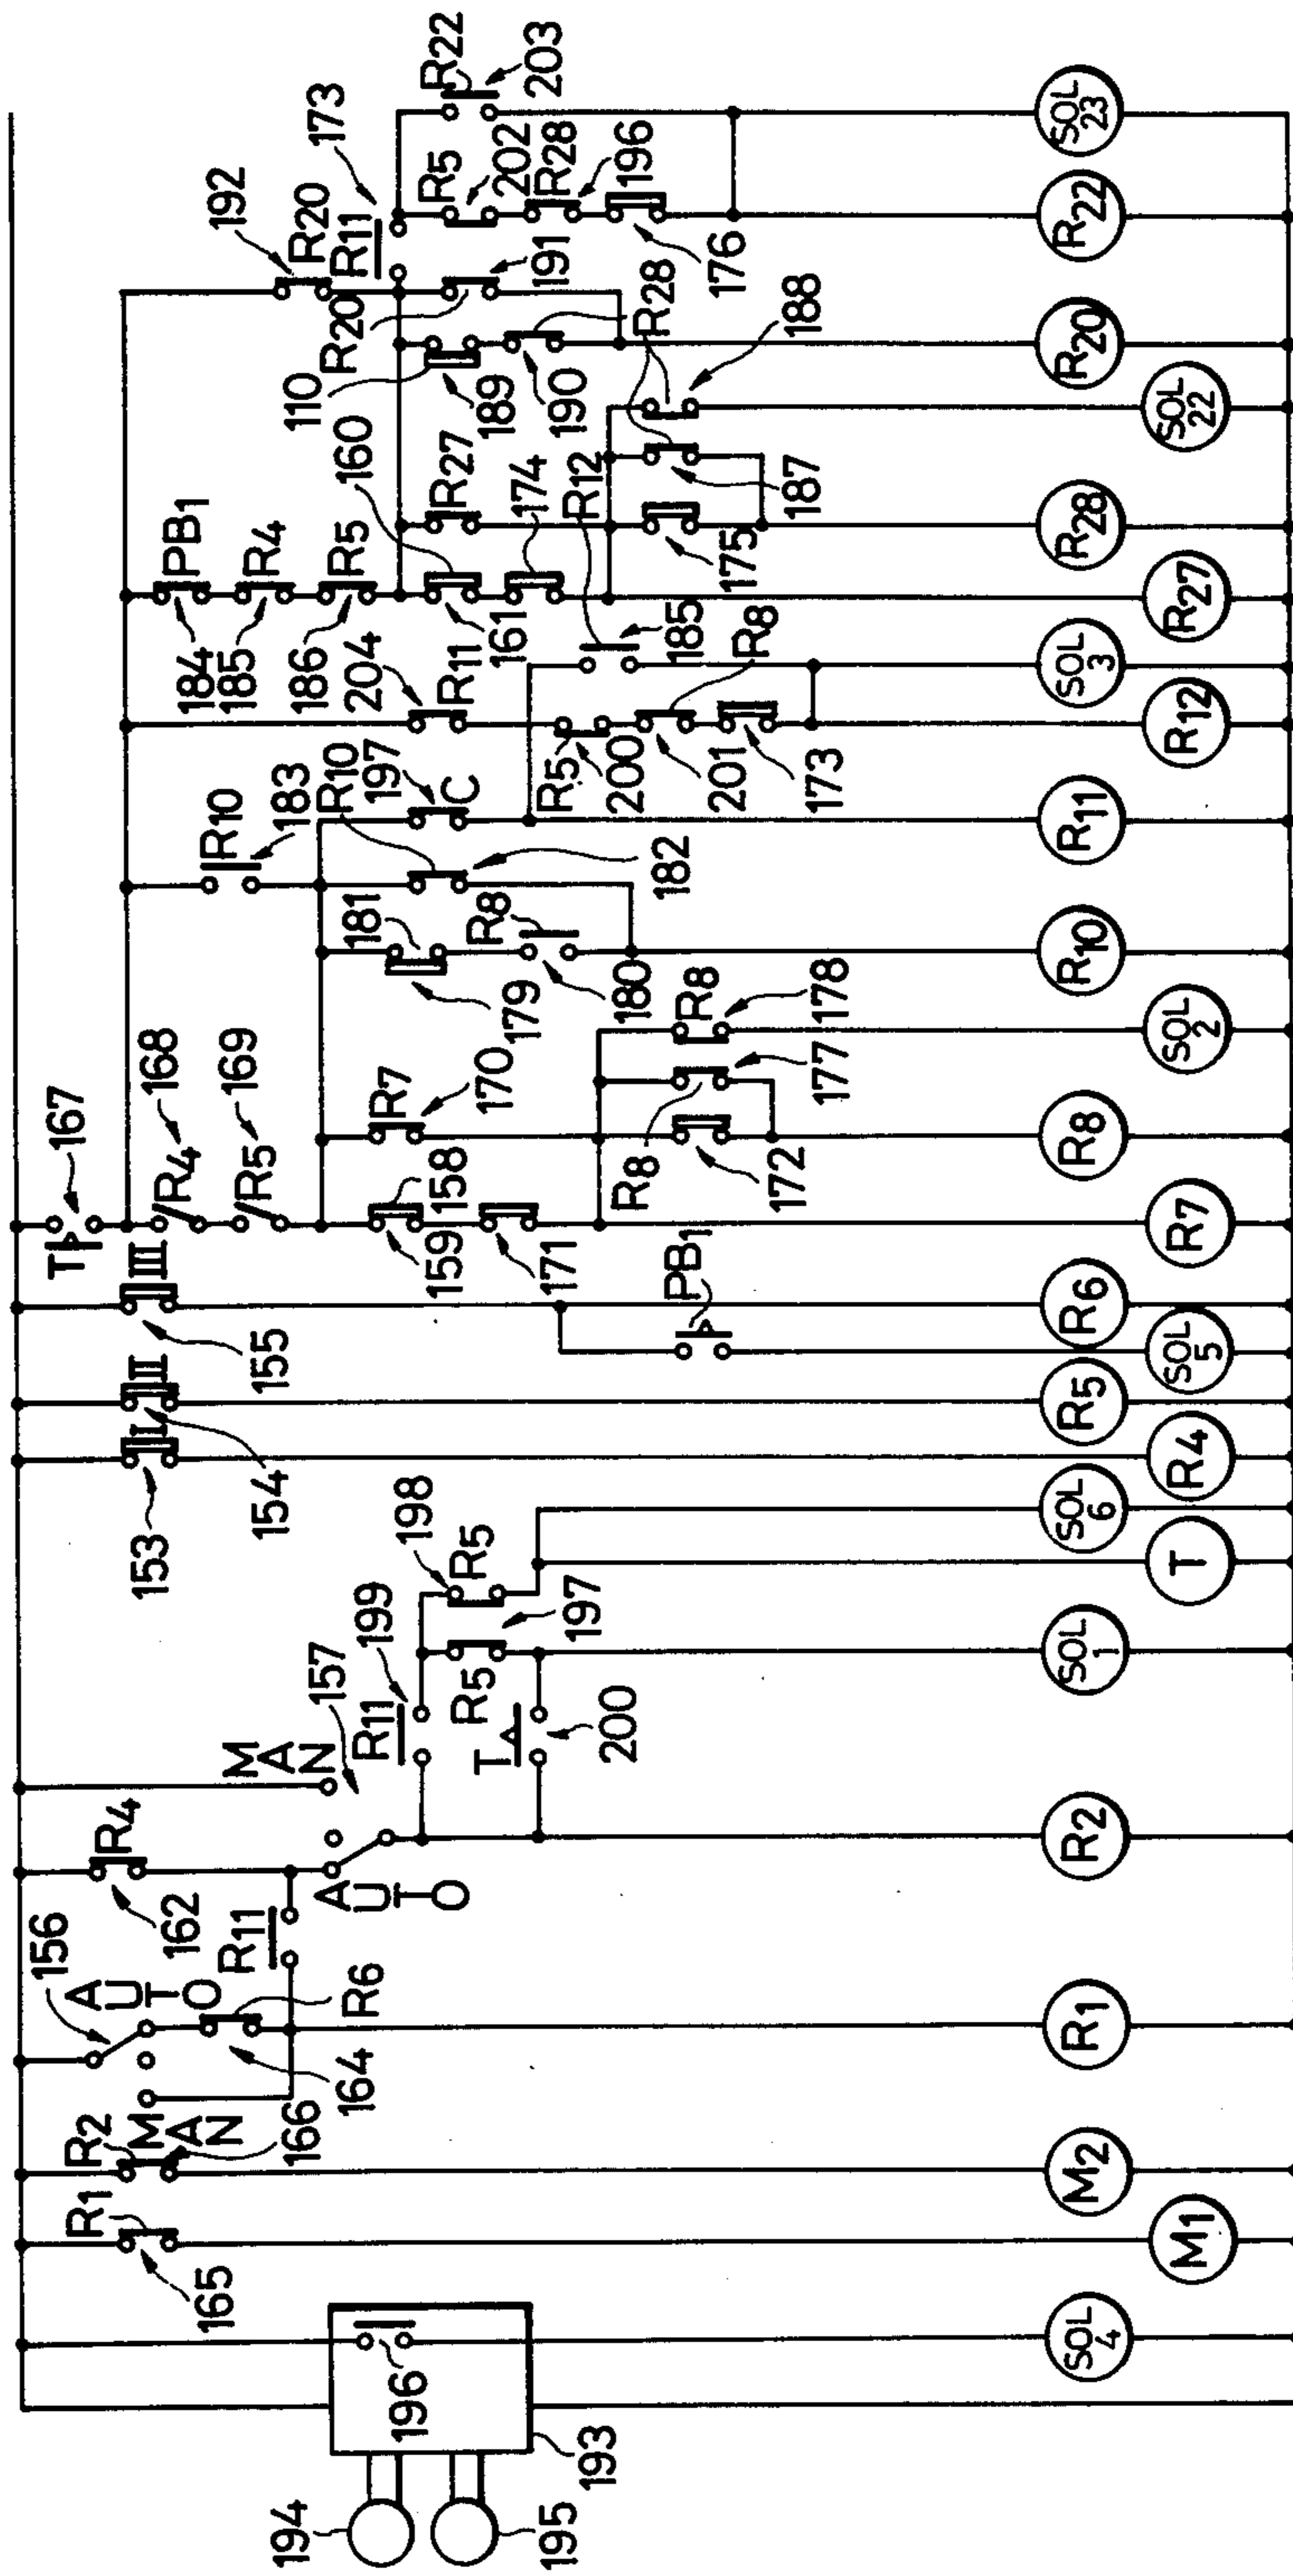 194
195
193
196
SOL 4
165
R1
M1
R2
MAN
166
M2
156
AUTO
164
R6
R1
162
R4
R11
AUTO
MAN
157
R2
R11
199
T
200
R5
197
SOL 1
198
R5
T
SOL 6
153
I
R4
154
II
R5
155
III
PB1
SOL 5
R6
T
167
R4
168
R5
169
158
159
171
R7
R7
170
172
R8
177
R8
R8
178
SOL 2
181
179
R8
180
R10
R10
183
R10
182
197
C
R11
204
R11
R5
200
R8
201
173
R12
R12
185
SOL 3
PB1
184
R4
185
R5
186
160
161
174
R27
R27
175
R28
187
188
R28
SOL 22
110
189
190
R20
R20
191
192
R20
R11
173
R5
202
R28
196
176
R22
R22
203
SOL 23